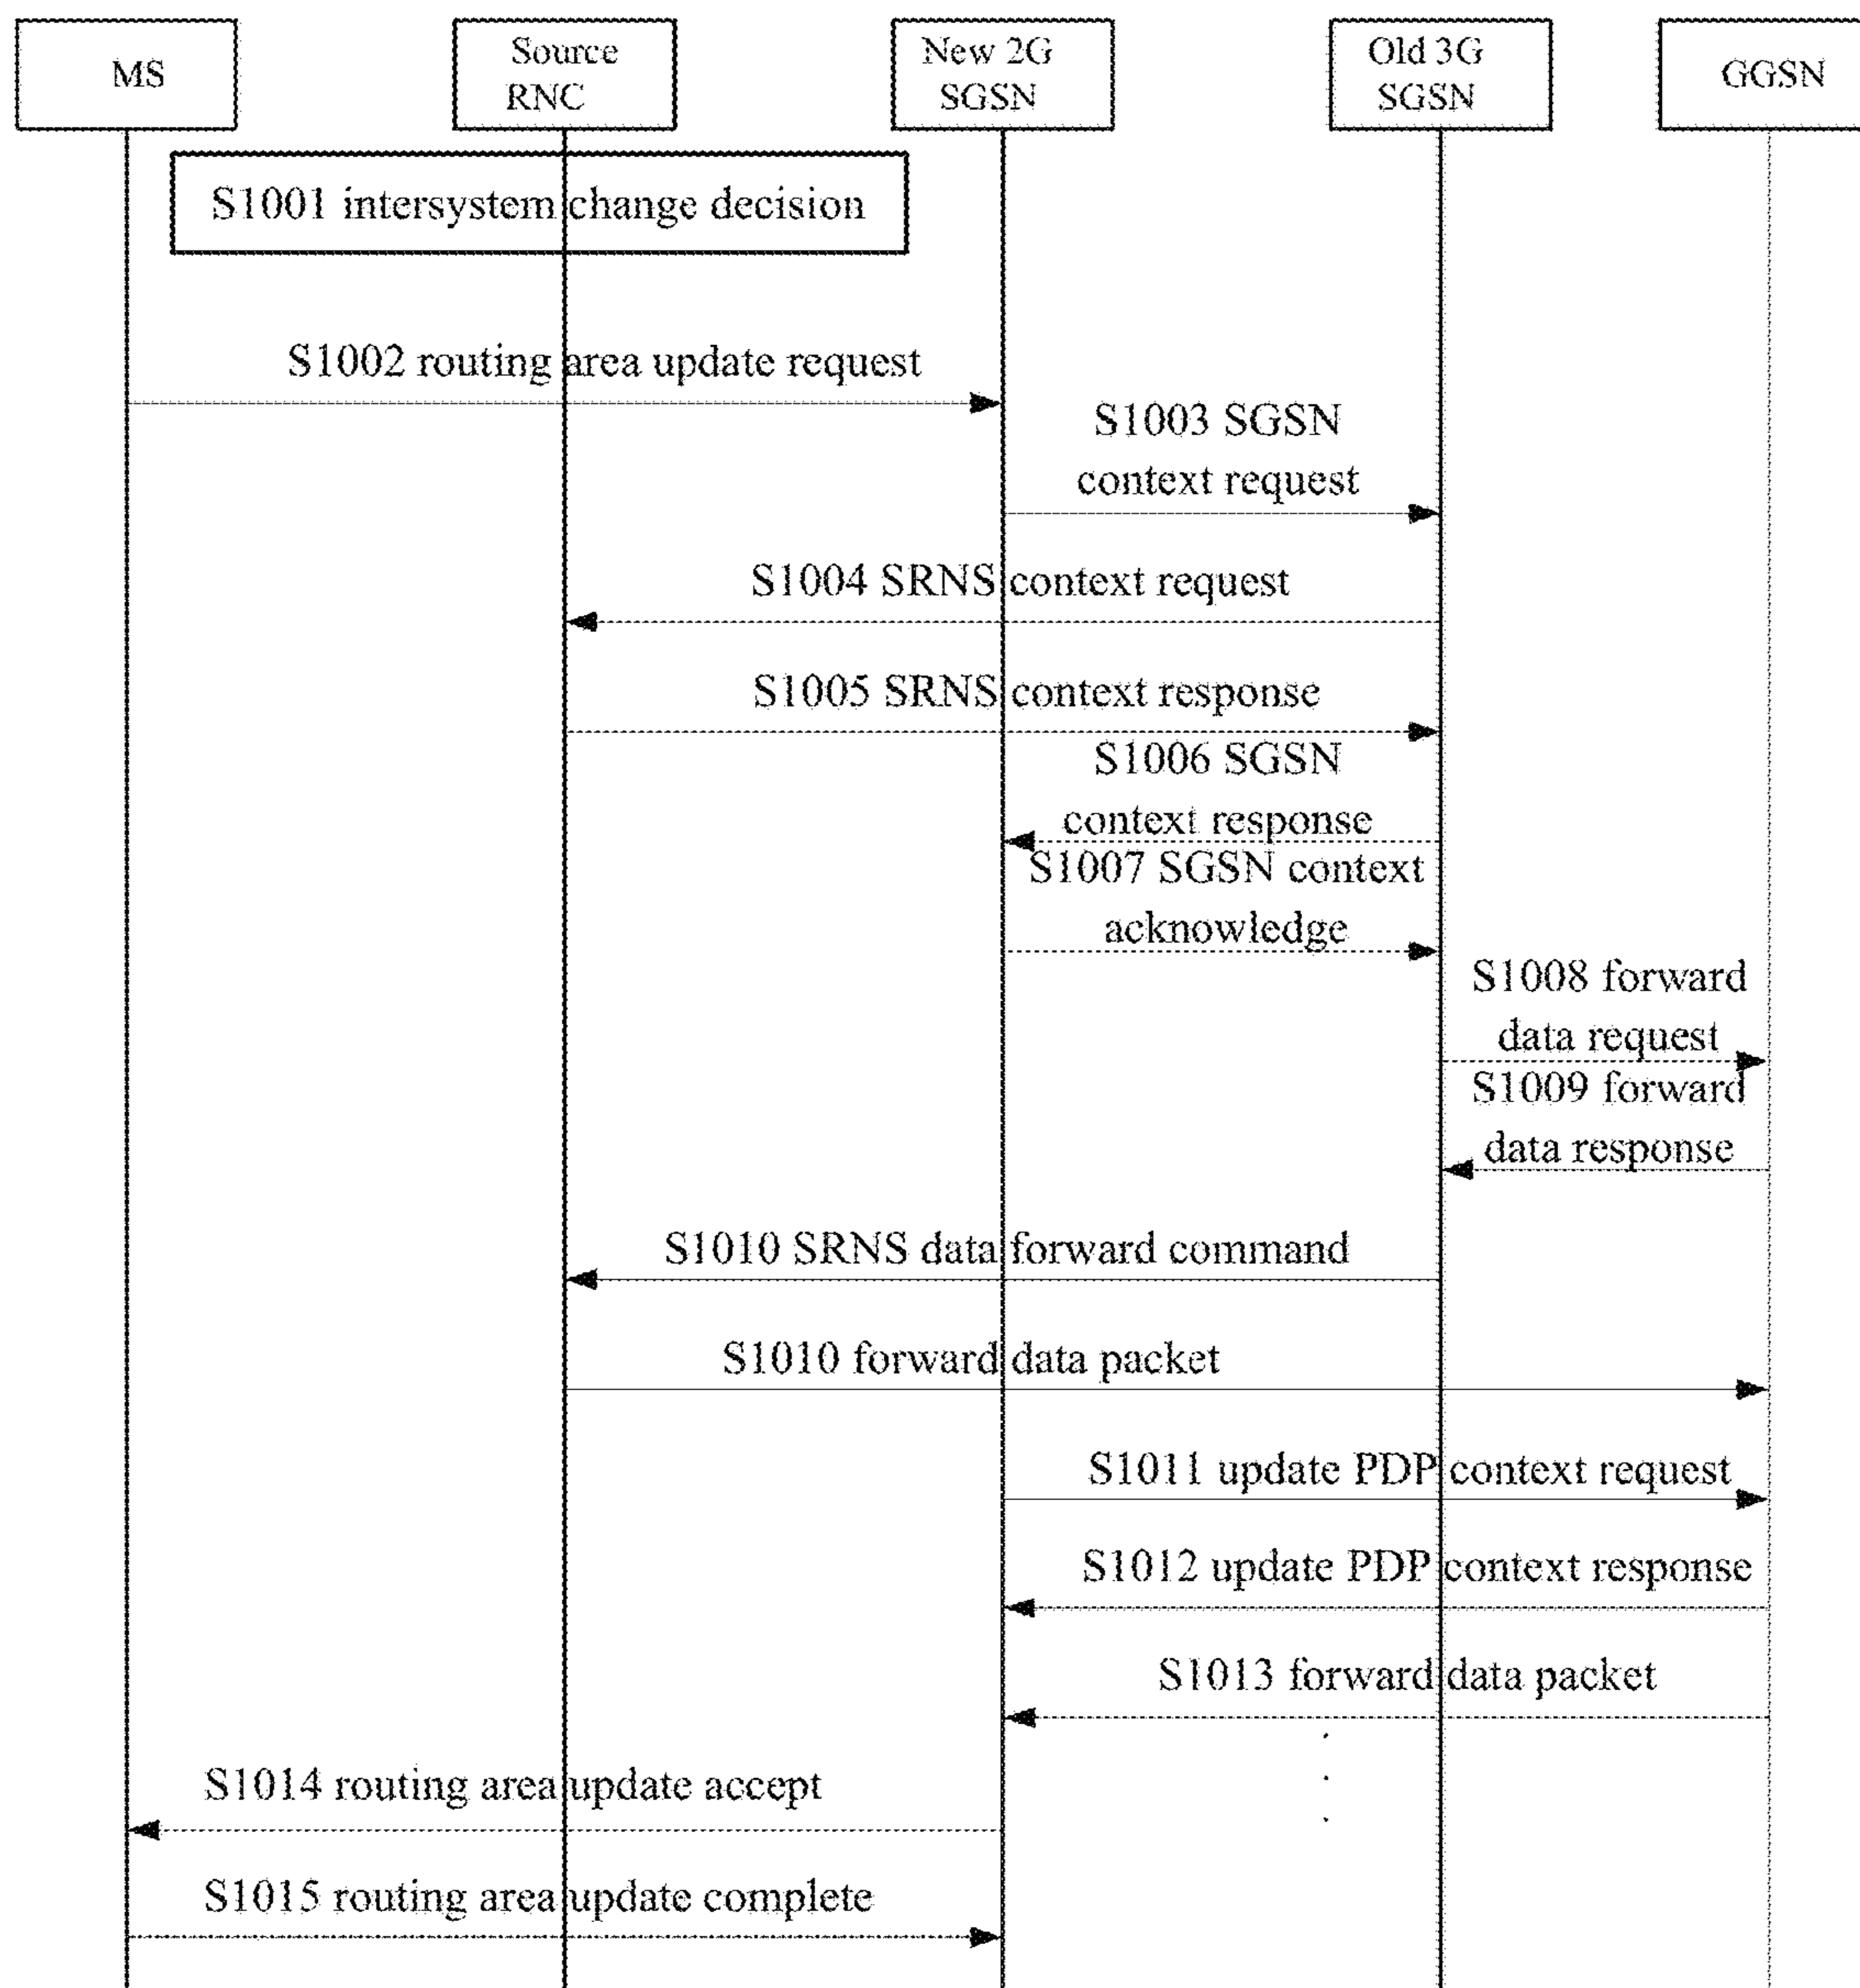 MS
Source
RNC
New 2G
SGSN
Old 3G
SGSN
GGSN
S1001 intersystem change decision
S1002 routing area update request
S1003 SGSN
context request
S1004 SRNS context request
S1005 SRNS context response
S1006 SGSN
context response
S1007 SGSN context
acknowledge
S1008 forward
data request
S1009 forward
data response
S1010 SRNS data forward command
S1010 forward data packet
S1011 update PDP context request
S1012 update PDP context response
S1013 forward data packet
S1014 routing area update accept
S1015 routing area update complete